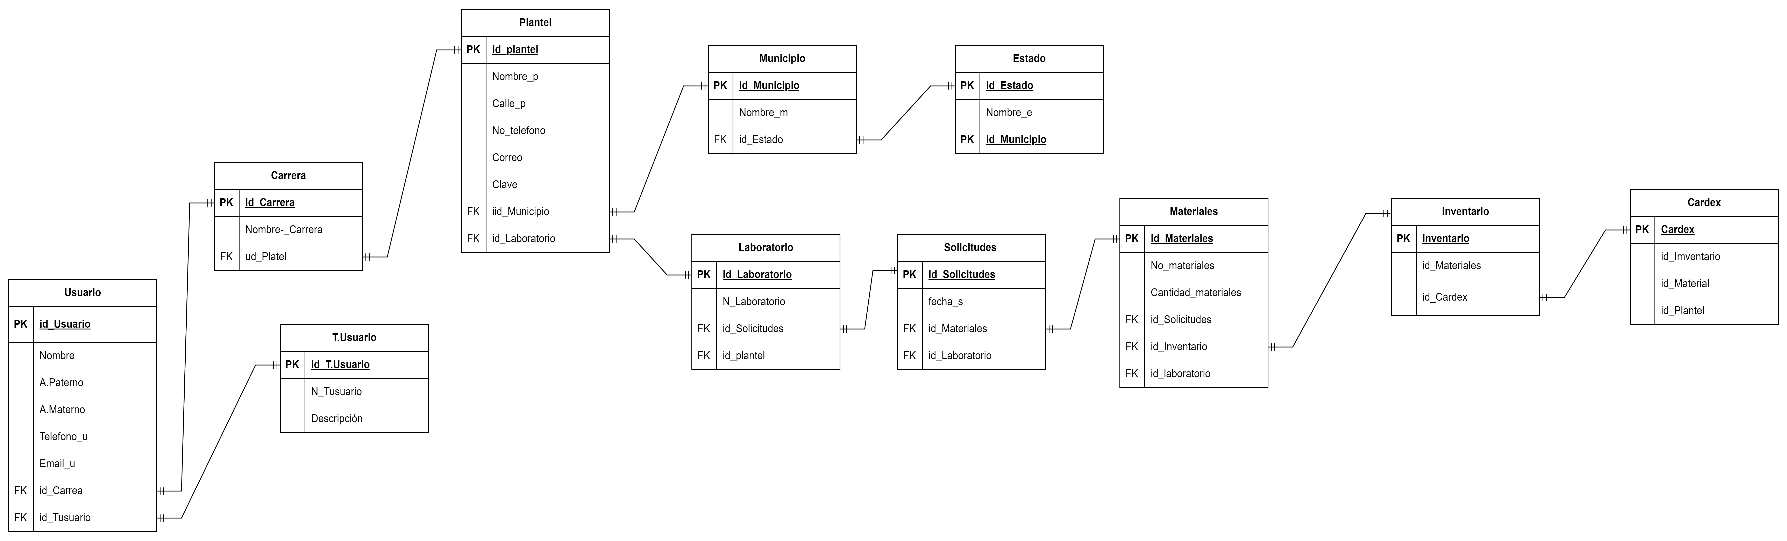 Plantel
PK id_plantel
Nombre_p
Calle_p
No_telefono
Correo
Clave
FK iid_Municipio
FK id_Laboratorio
Municipio
PK id_Municipio
Nombre_m
FK id_Estado
Estado
PK id_Estado
Nombre_e
PK id_Municipio
Carrera
PK id_Carrera
Nombre-_Carrera
FK ud_Platel
Usuario
PK id_Usuario
Nombre
A.Paterno
A.Materno
Telefono_u
Email_u
FK id_Carrea
FK id_Tusuario
T.Usuario
PK id_T.Usuario
N_Tusuario
Descripción
Laboratorio
PK Id_Laboratorio
N_Laboratorio
FK id_Solicitudes
FK id_plantel
Solicitudes
PK Id_Solicitudes
fecha_s
FK id_Materiales
FK id_Laboratorio
Materiales
PK Id_Materiales
No_materiales
Cantidad_materiales
FK id_Solicitudes
FK id_Inventario
FK id_laboratorio
Inventario
PK Inventario
id_Materiales
id_Cardex
Cardex
PK Cardex
id_Imventario
id_Material
id_Plantel